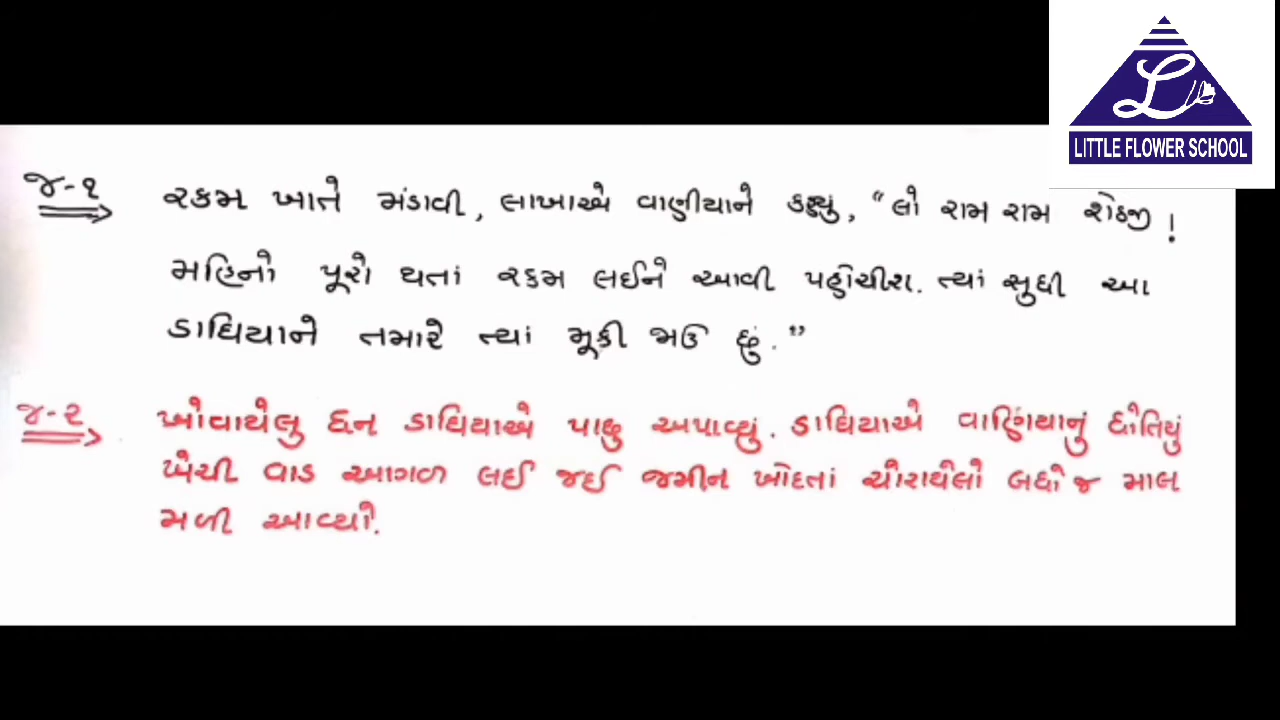 LITTLE FLOWER SCHOOL
જ-૧ રકમ ખાતે મંડાવી, લાખાએ વાણીયાને કહ્યુ, “લો રામ રામ શેઠજી!
મહિનો પૂરો થતાં રકમ લઈને આવી પહોચીશ. ત્યાં સુધી આ
ડાઘિયાને તમારે ત્યાં મૂકી જાઉ છું.”
જ-૨ ખોવાયેલુ ધન ડાઘિયાએ પાછુ અપાવ્યું. ડાઘિયાએ વાણિયાનું ધોતિયું
ખેચી વાડ આગળ લઈ જઈ જમીન ખોદતાં ચોરાયેલો બધો જ માલ
મળી આવ્યો.